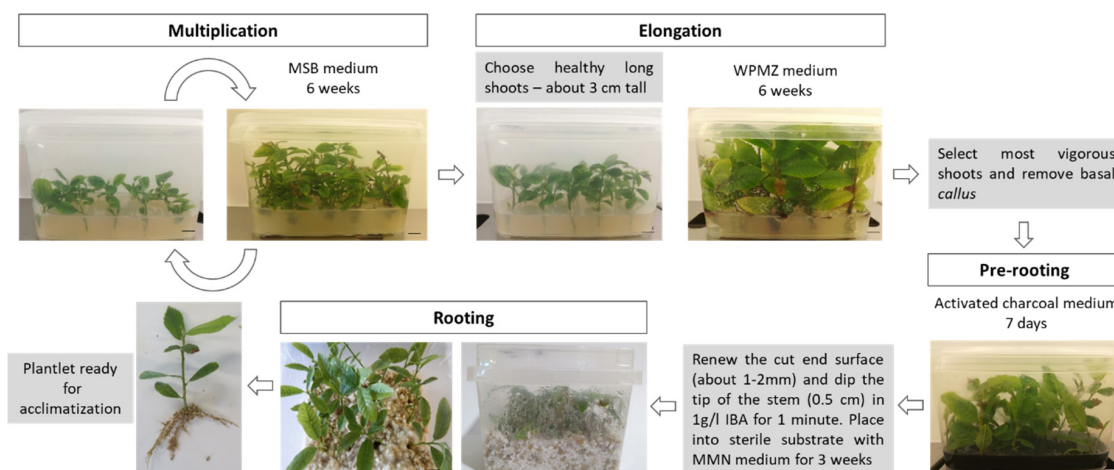 Multiplication
MSB medium
6 weeks
Elongation
Choose healthy long
shoots – about 3 cm tall
WPMZ medium
6 weeks
Select most vigorous
shoots and remove basal
callus
Pre-rooting
Activated charcoal medium
7 days
Renew the cut end surface
(about 1-2mm) and dip the
tip of the stem (0.5 cm) in
1g/l IBA for 1 minute. Place
into sterile substrate with
MMN medium for 3 weeks
Rooting
Plantlet ready
for
acclimatization